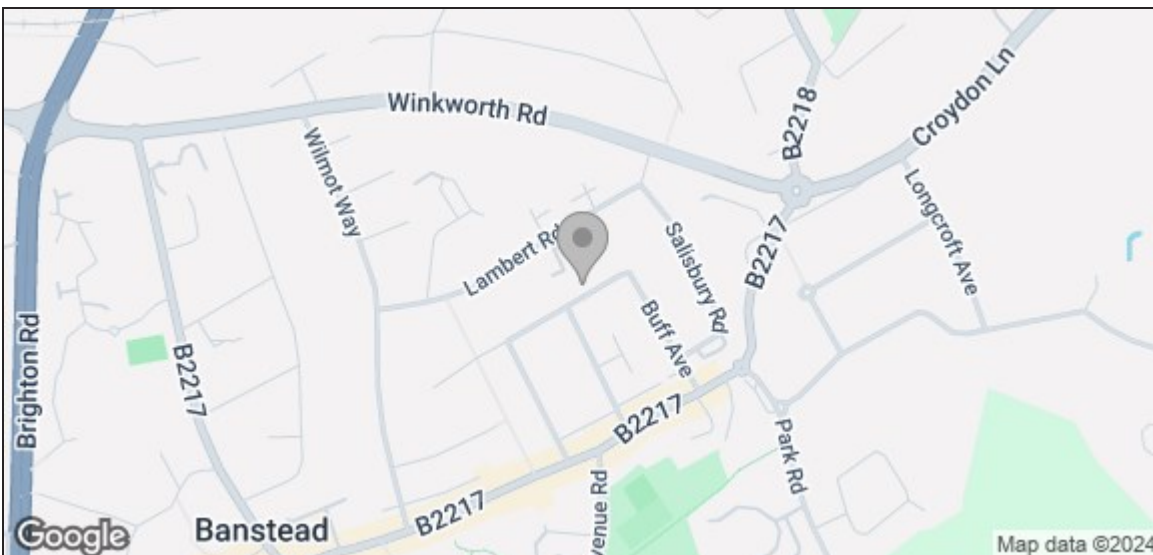 Winkworth Rd
Croydon Ln
B2218
Wilmot Way
Longcroft Ave
Lambert Rd
Salisbury Rd
B2217
Buff Ave
Brighton Rd
B2217
B2217
Park Rd
venue Rd
B2217
Banstead
Google
Map data ©2024